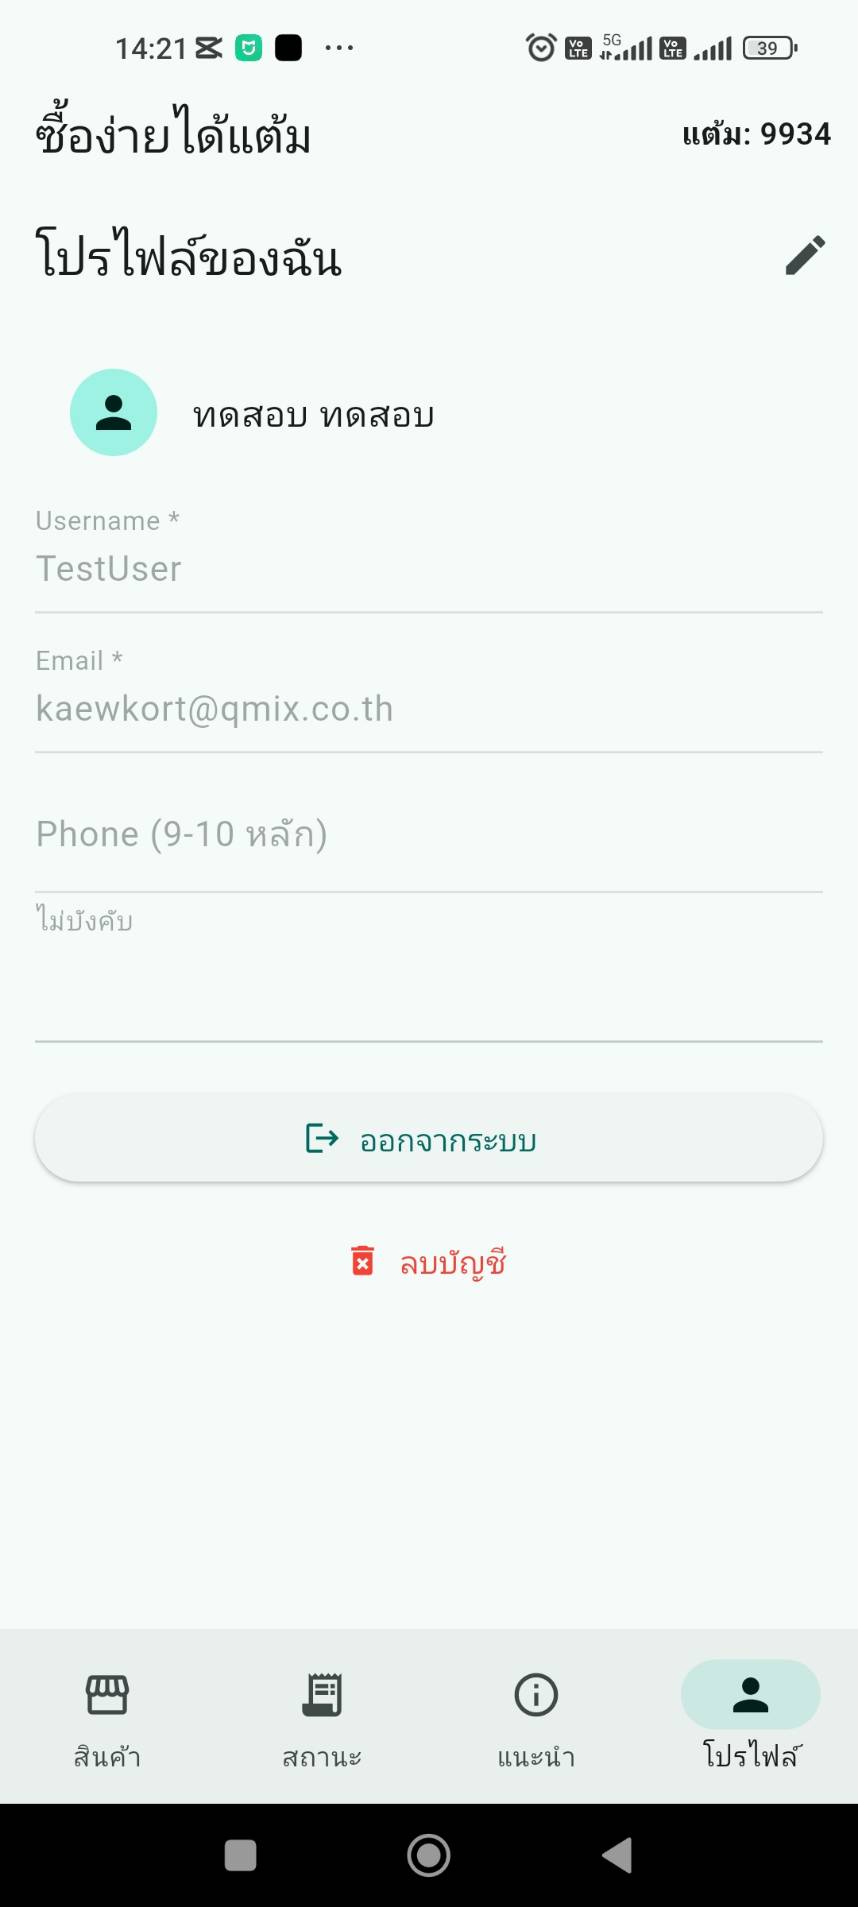 14:21
5G
Vo LTE
Vo LTE
39
ซื้อง่ายได้แต้ม
แต้ม: 9934
โปรไฟล์ของฉัน
ทดสอบ ทดสอบ
Username *
TestUser
Email *
kaewkort@qmix.co.th
Phone (9-10 หลัก)
ไม่บังคับ
ออกจากระบบ
ลบบัญชี
สินค้า
สถานะ
แนะนำ
โปรไฟล์